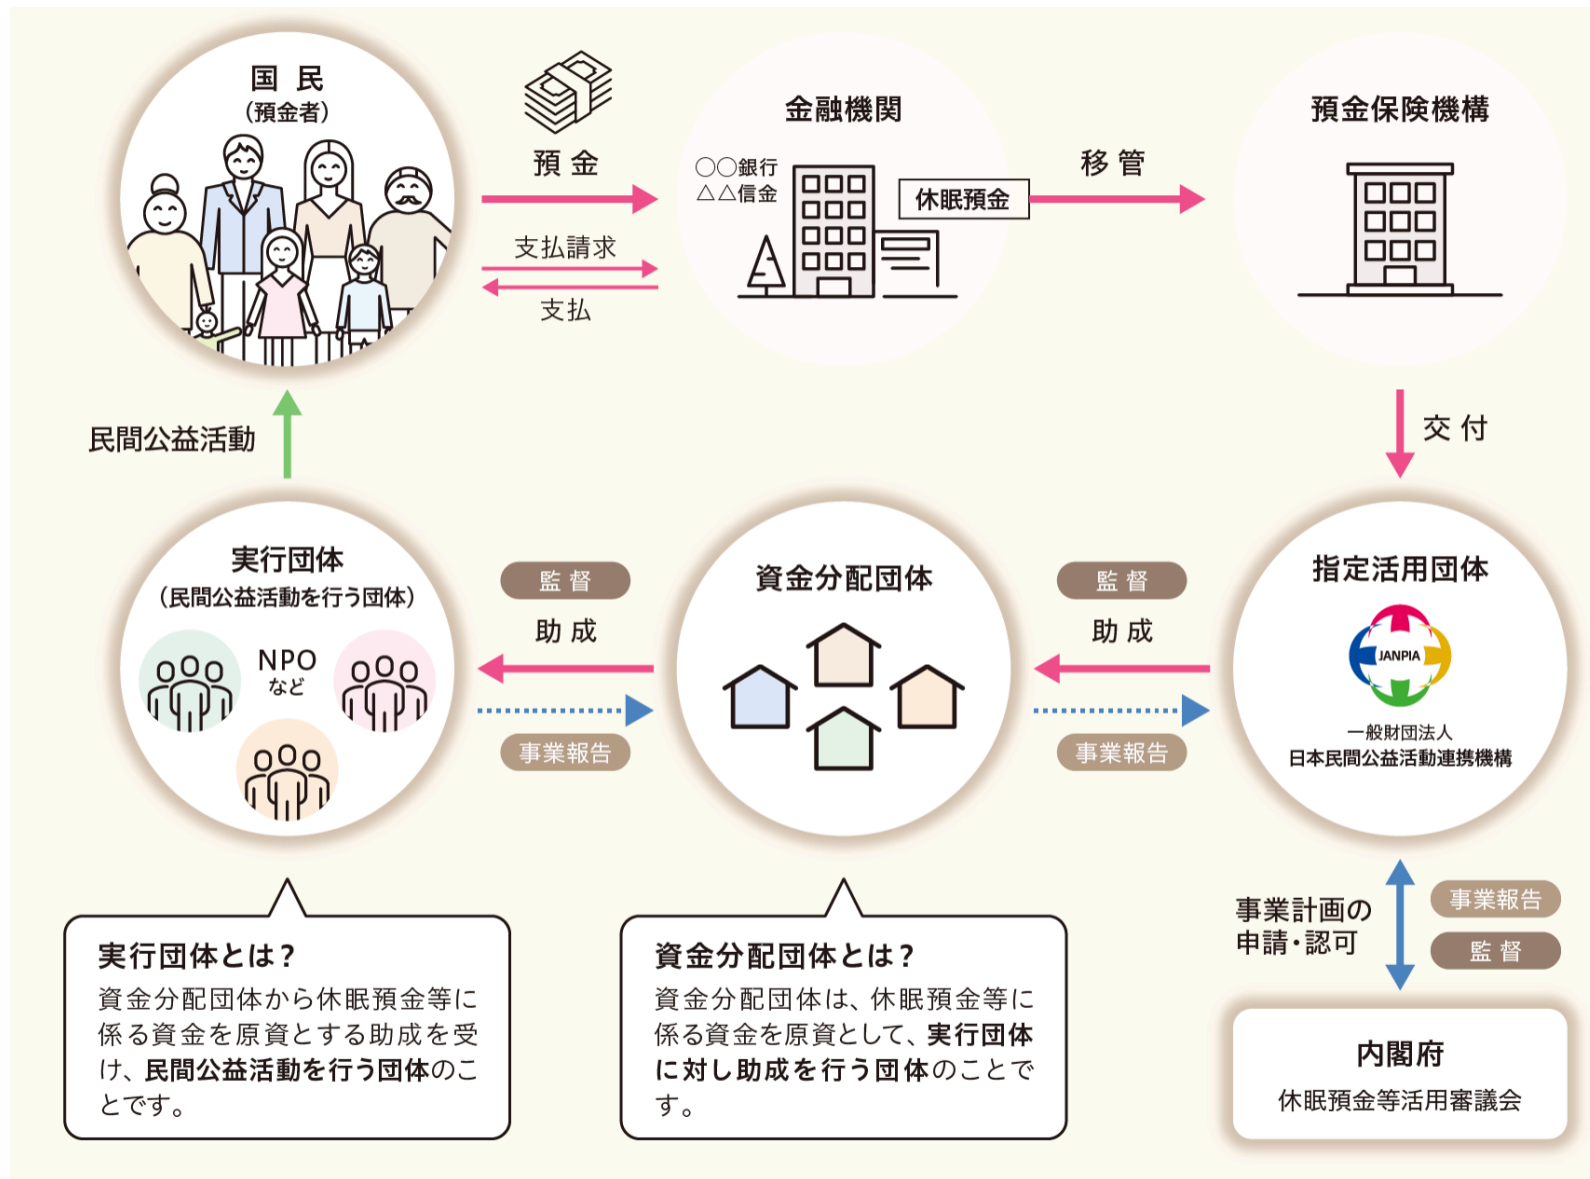 国 民
(預金者)
預 金
支払請求
支払
金融機関
〇〇銀行
△△信金
休眠預金
移 管
預金保険機構
交 付
民間公益活動
実行団体
(民間公益活動を行う団体)
NPO
など
監 督
助 成
事業報告
資金分配団体
監 督
助 成
事業報告
指定活用団体
JANPIA
一般財団法人
日本民間公益活動連携機構
事業計画の
申請・認可
事業報告
監 督
内閣府
休眠預金等活用審議会
実行団体とは？
資金分配団体から休眠預金等に
係る資金を原資とする助成を受
け、民間公益活動を行う団体のこ
とです。
資金分配団体とは？
資金分配団体は、休眠預金等に
係る資金を原資として、実行団体
に対し助成を行う団体のことで
す。